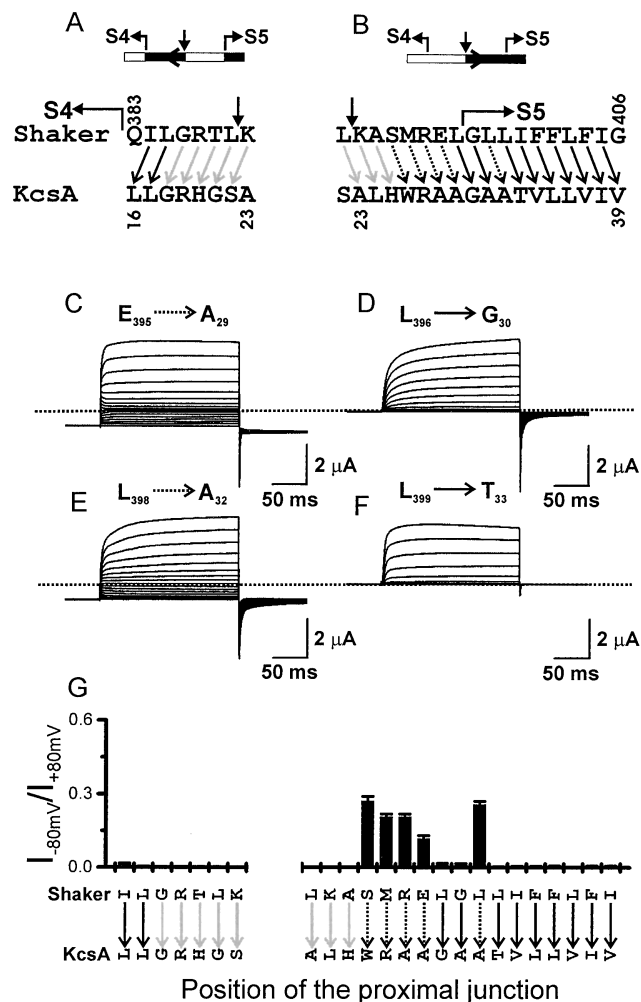 A B
S4 S5 S4 S5
S4 383 S5 406
Shaker QILGRTLK LKASMRELGLLIFFLFIG
KcsA LLGRHGSA SALHWRAAGAATVLLVIV
16 23 23 39
C D
E395 A29 L396 G30
2 µA 2 µA
50 ms 50 ms
E F
L398 A32 L399 T33
2 µA 2 µA
50 ms 50 ms
G
I-80mV/I+80mV
0.6
0.3
0.0
Shaker I L G R T L K L K A S M R E L G L L I F F L F I
KcsA L L G R H G S A L H W R A A G A A T V L L V I V
Position of the proximal junction